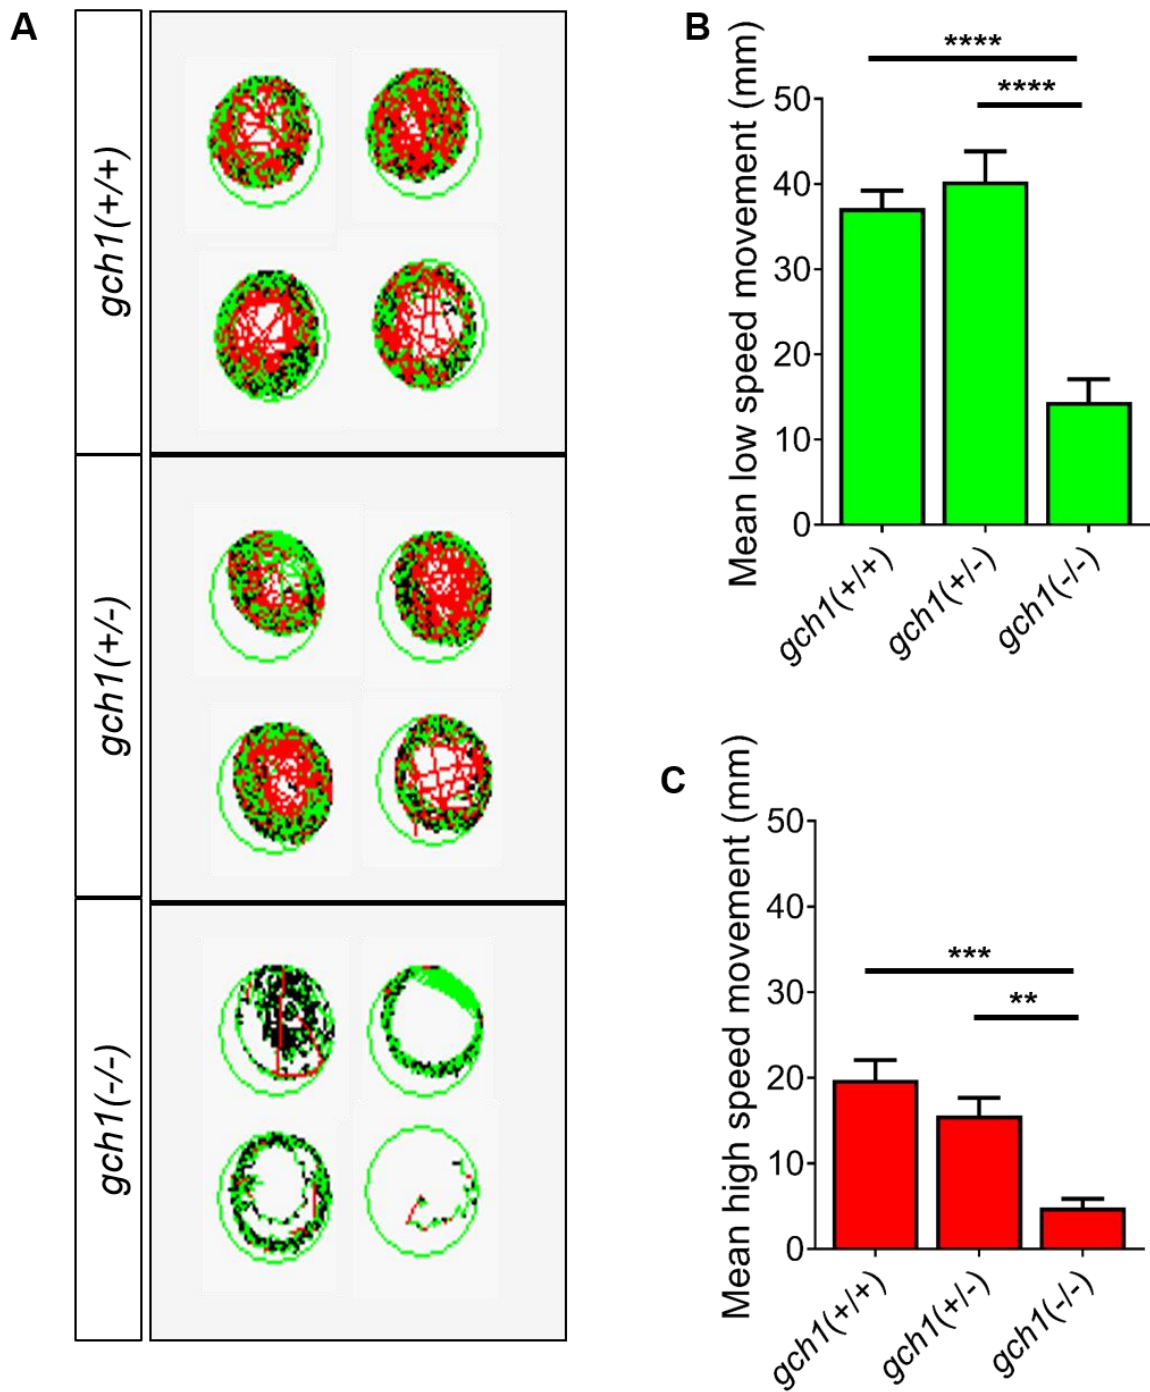 A
gch1(+/+)
gch1(+/-)
gch1(-/-)
B
Mean low speed movement (mm)
50
40
30
20
10
0
****
****
gch1(+/+)
gch1(+/-)
gch1(-/-)
C
Mean high speed movement (mm)
50
40
30
20
10
0
***
**
gch1(+/+)
gch1(+/-)
gch1(-/-)